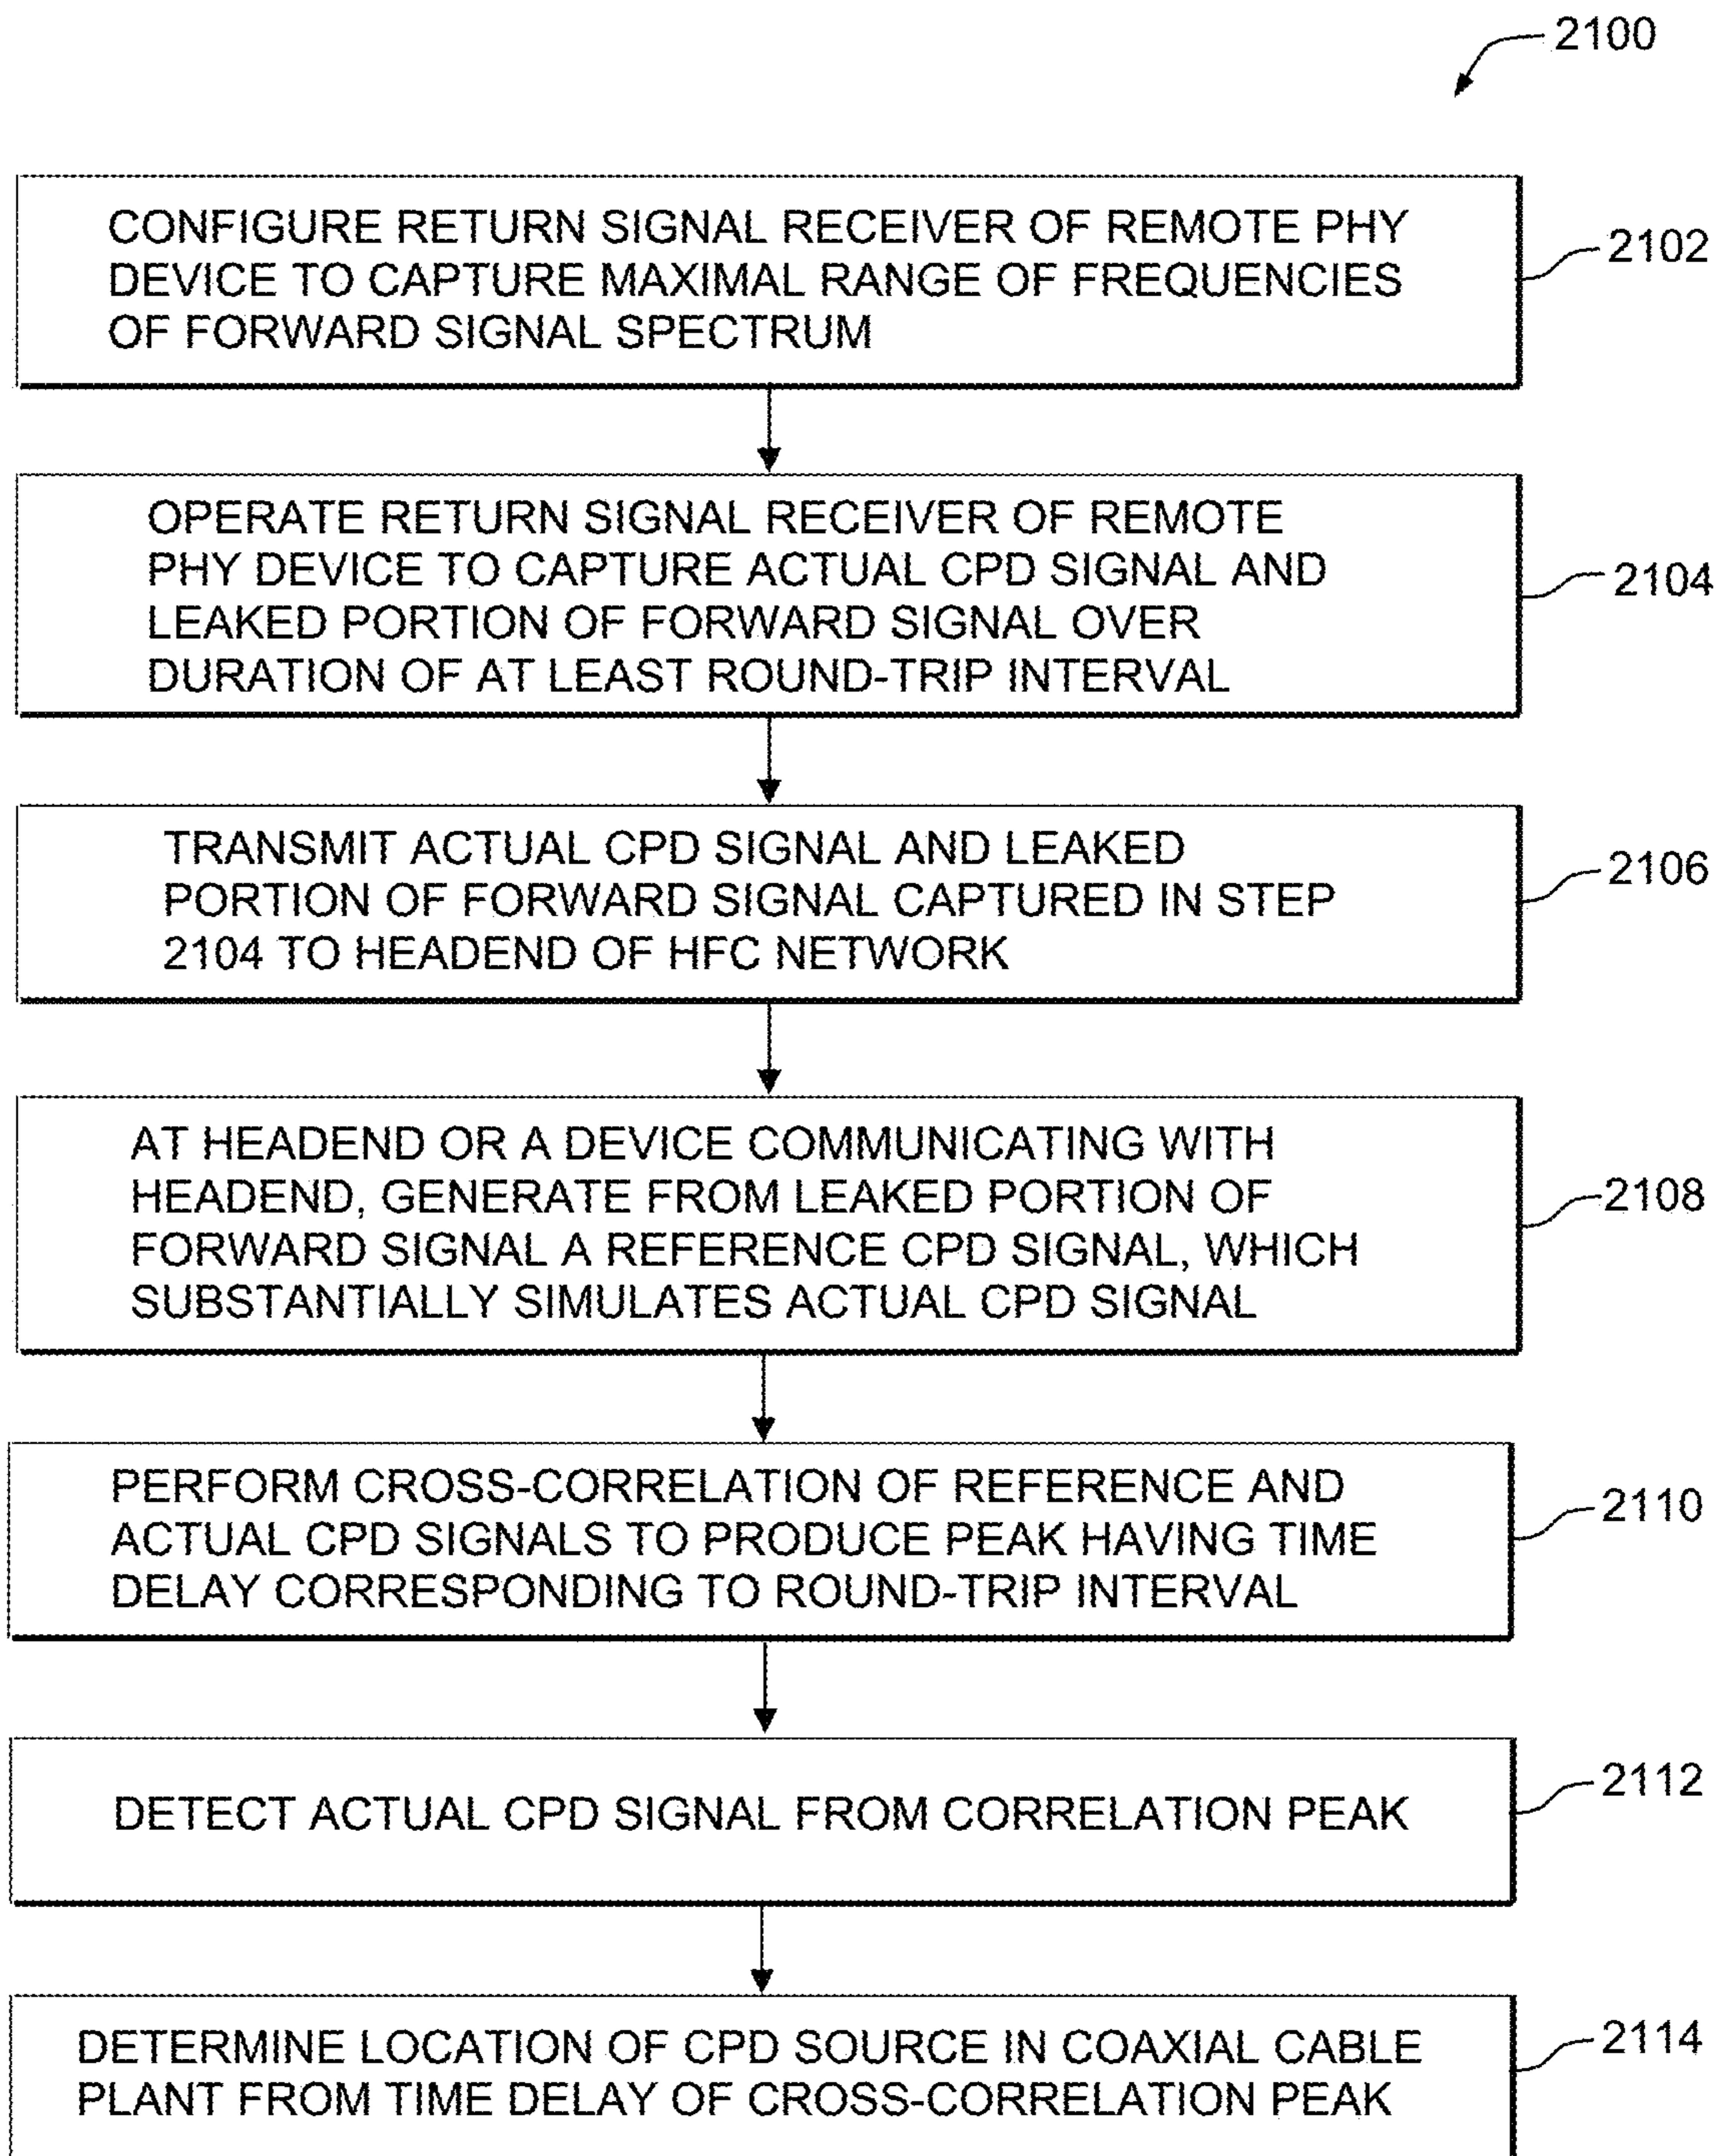 2100
CONFIGURE RETURN SIGNAL RECEIVER OF REMOTE PHY
DEVICE TO CAPTURE MAXIMAL RANGE OF FREQUENCIES
OF FORWARD SIGNAL SPECTRUM
2102
OPERATE RETURN SIGNAL RECEIVER OF REMOTE
PHY DEVICE TO CAPTURE ACTUAL CPD SIGNAL AND
LEAKED PORTION OF FORWARD SIGNAL OVER
DURATION OF AT LEAST ROUND-TRIP INTERVAL
2104
TRANSMIT ACTUAL CPD SIGNAL AND LEAKED
PORTION OF FORWARD SIGNAL CAPTURED IN STEP
2104 TO HEADEND OF HFC NETWORK
2106
AT HEADEND OR A DEVICE COMMUNICATING WITH
HEADEND, GENERATE FROM LEAKED PORTION OF
FORWARD SIGNAL A REFERENCE CPD SIGNAL, WHICH
SUBSTANTIALLY SIMULATES ACTUAL CPD SIGNAL
2108
PERFORM CROSS-CORRELATION OF REFERENCE AND
ACTUAL CPD SIGNALS TO PRODUCE PEAK HAVING TIME
DELAY CORRESPONDING TO ROUND-TRIP INTERVAL
2110
DETECT ACTUAL CPD SIGNAL FROM CORRELATION PEAK
2112
DETERMINE LOCATION OF CPD SOURCE IN COAXIAL CABLE
PLANT FROM TIME DELAY OF CROSS-CORRELATION PEAK
2114